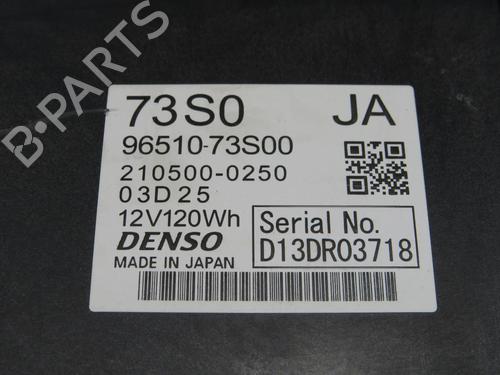 73S0 JA
96510-73S00
210500-0250
03D25
12V120Wh
DENSO
MADE IN JAPAN
Serial No.
D13DR03718
B-PARTS